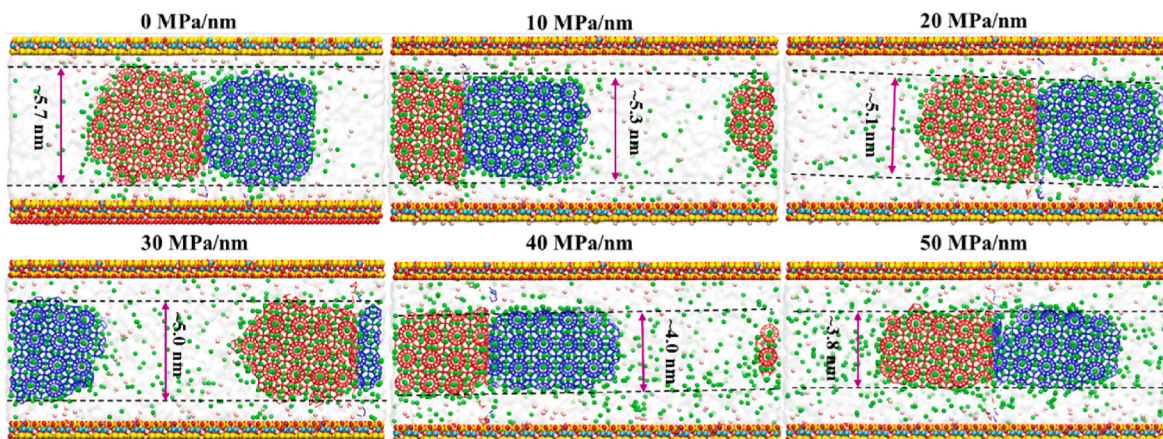 0 MPa/nm
10 MPa/nm
20 MPa/nm
~5.7 nm
~5.3 nm
~5.1 nm
30 MPa/nm
40 MPa/nm
50 MPa/nm
~5.0 nm
~4.0 nm
~3.8 nm